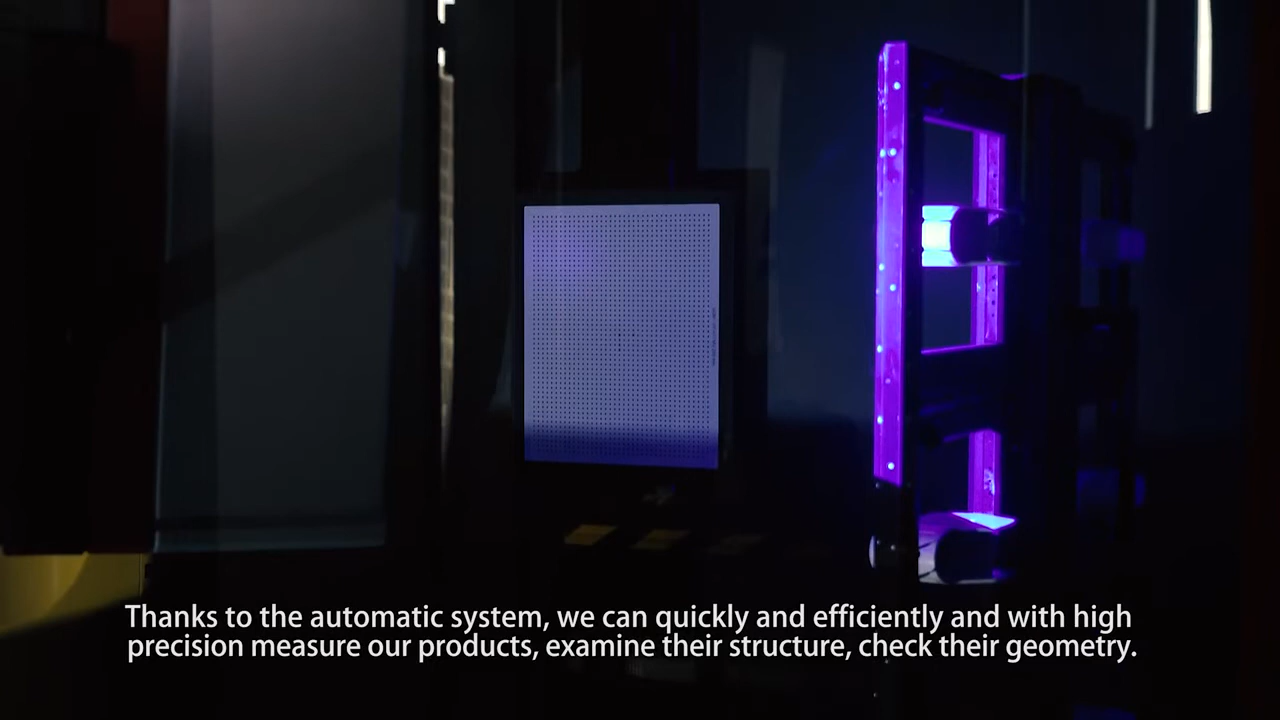 Thanks to the automatic system, we can quickly and efficiently and with high
precision measure our products, examine their structure, check their geometry.